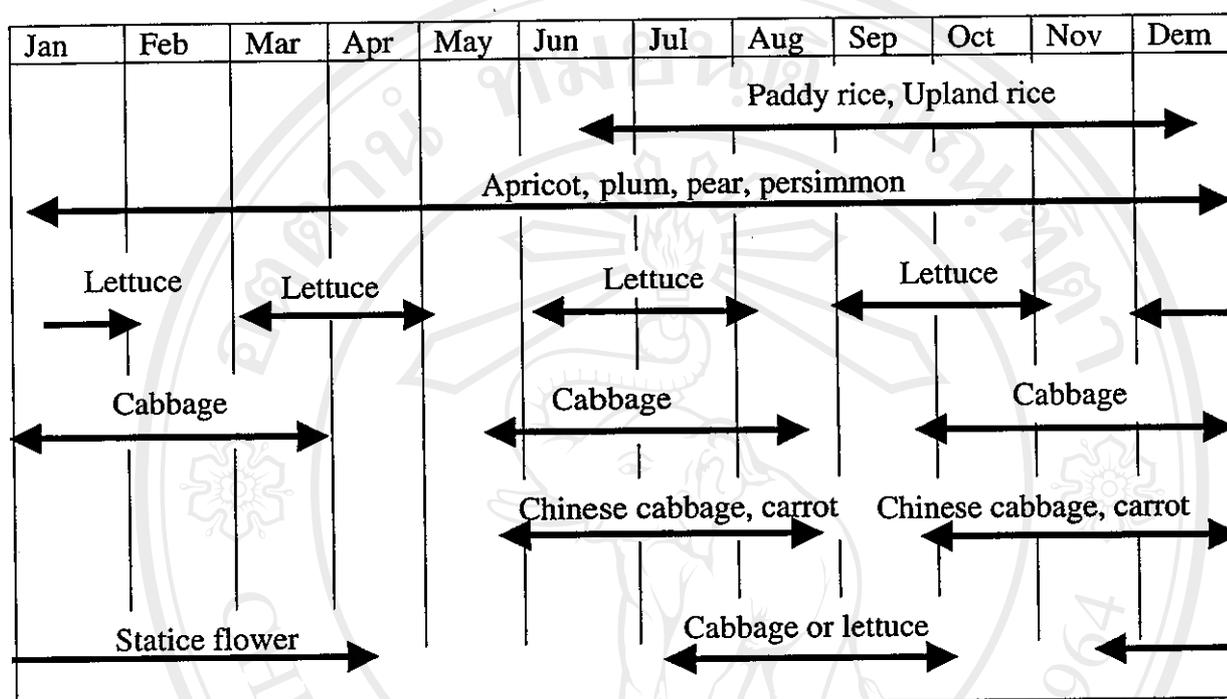 Jan Feb Mar Apr May Jun Jul Aug Sep Oct Nov Dem
Paddy rice, Upland rice
Apricot, plum, pear, persimmon
Lettuce Lettuce Lettuce Lettuce
Cabbage Cabbage Cabbage
Chinese cabbage, carrot Chinese cabbage, carrot
Statice flower Cabbage or lettuce